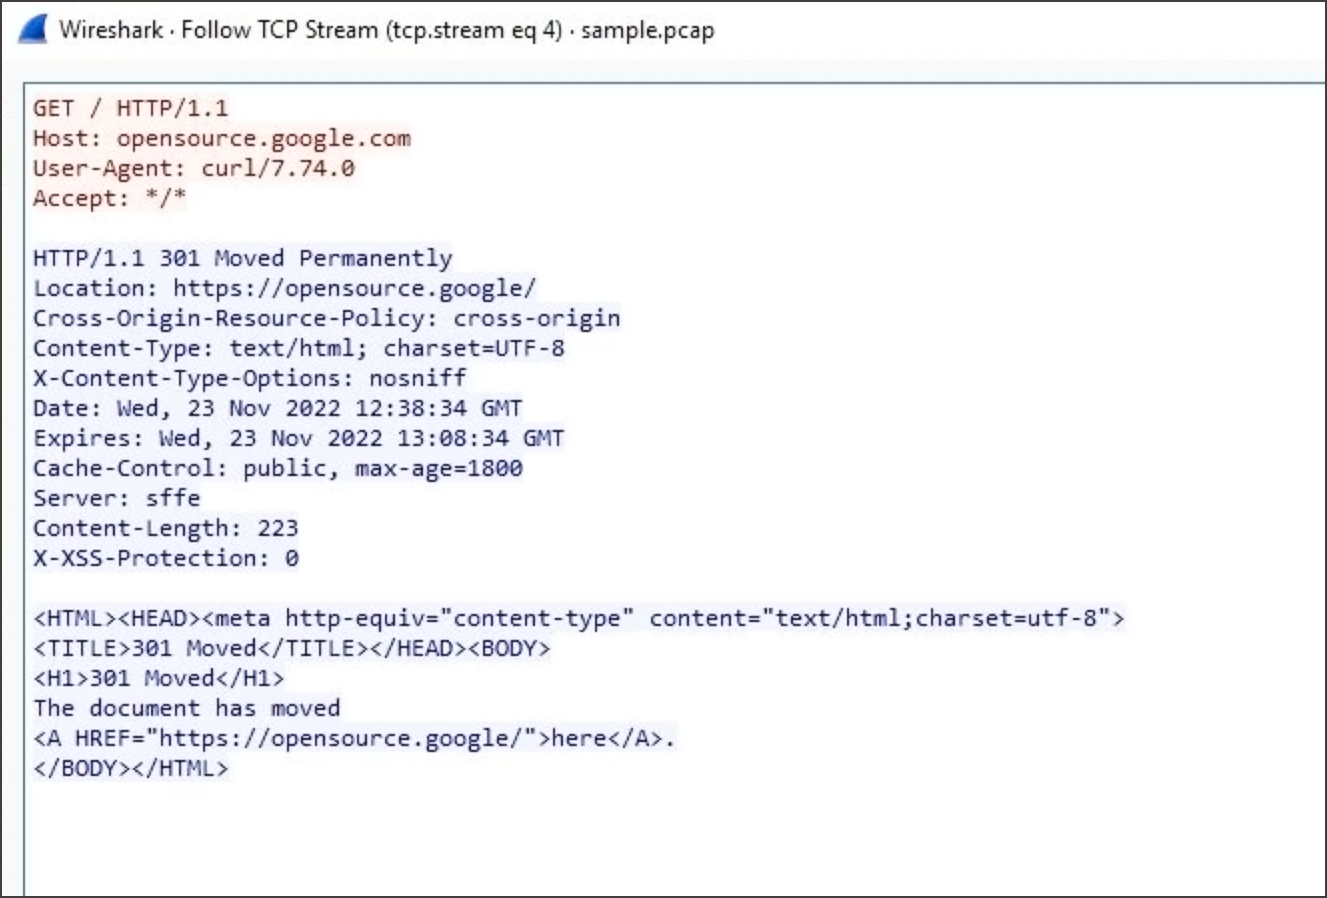 Wireshark · Follow TCP Stream (tcp.stream eq 4) · sample.pcap
GET / HTTP/1.1
Host: opensource.google.com
User-Agent: curl/7.74.0
Accept: */*
HTTP/1.1 301 Moved Permanently
Location: https://opensource.google/
Cross-Origin-Resource-Policy: cross-origin
Content-Type: text/html; charset=UTF-8
X-Content-Type-Options: nosniff
Date: Wed, 23 Nov 2022 12:38:34 GMT
Expires: Wed, 23 Nov 2022 13:08:34 GMT
Cache-Control: public, max-age=1800
Server: sffe
Content-Length: 223
X-XSS-Protection: 0
<HTML><HEAD><meta http-equiv="content-type" content="text/html;charset=utf-8">
<TITLE>301 Moved</TITLE></HEAD><BODY>
<H1>301 Moved</H1>
The document has moved
<A HREF="https://opensource.google/">here</A>.
</BODY></HTML>